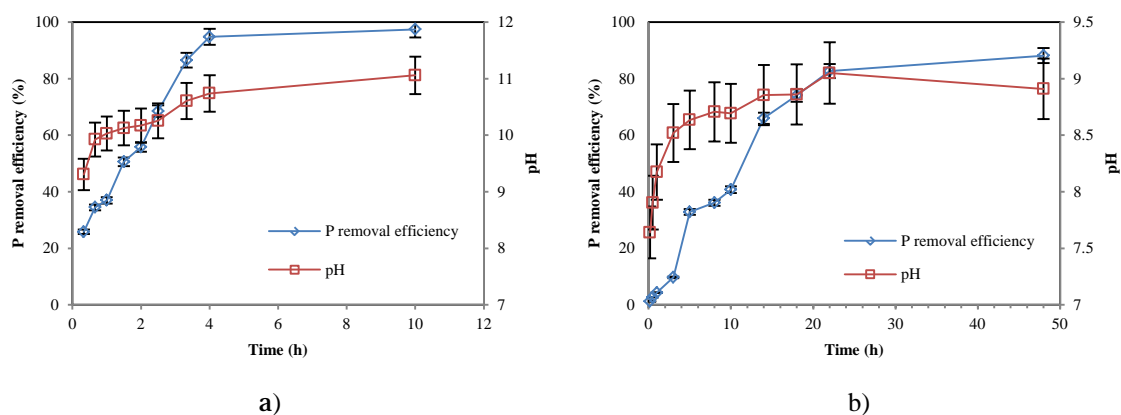 100
80
60
40
20
0
P removal efficiency (%)
12
11
10
9
8
7
pH
P removal efficiency
pH
0 2 4 6 8 10 12
Time (h)
a)
100
80
60
40
20
0
P removal efficiency (%)
9.5
9
8.5
8
7.5
7
pH
P removal efficiency
pH
0 10 20 30 40 50
Time (h)
b)